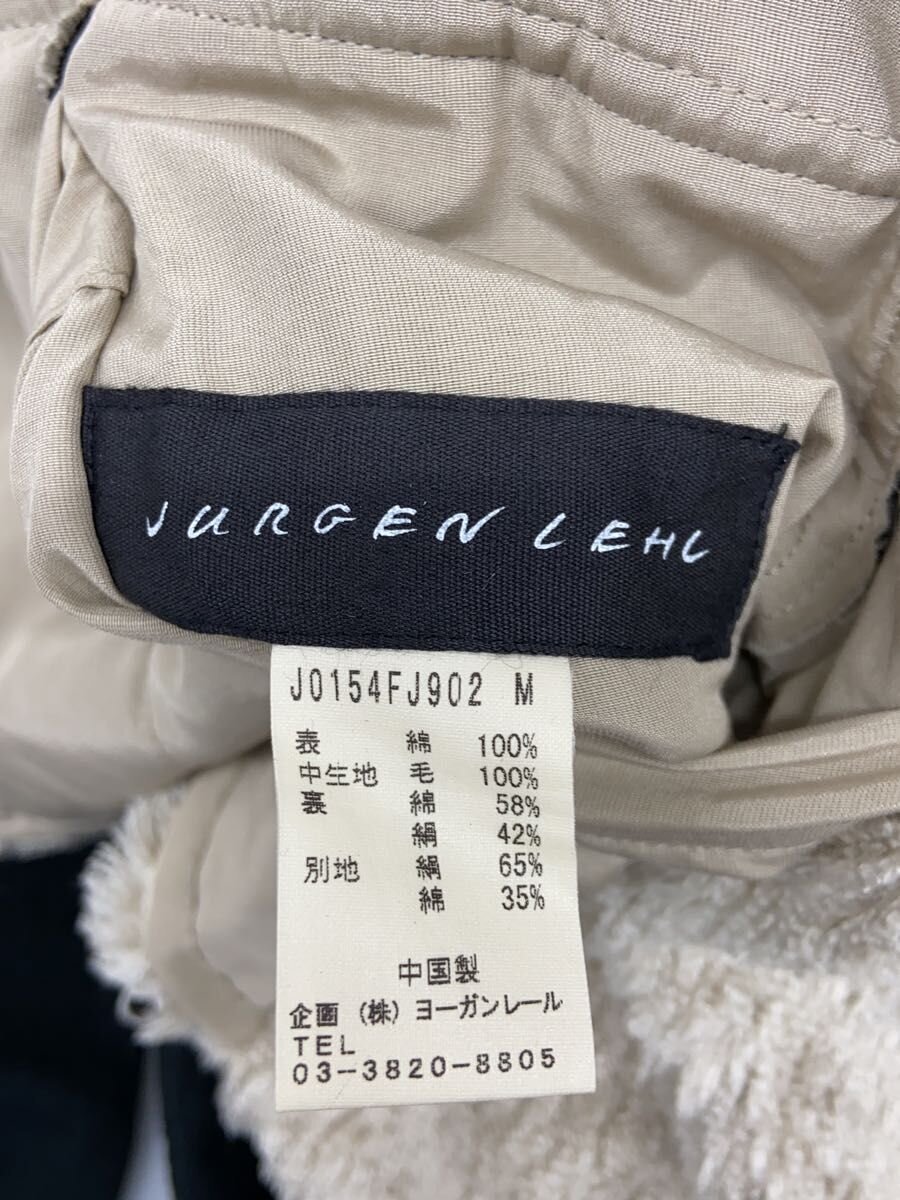 JURGEN LEHL
J0154FJ902 M
表 綿 100%
中生地 毛 100%
裏 綿 58%
絹 42%
別地 絹 65%
綿 35%
中国製
企画 (株) ヨーガンレール
TEL
03-3820-8805